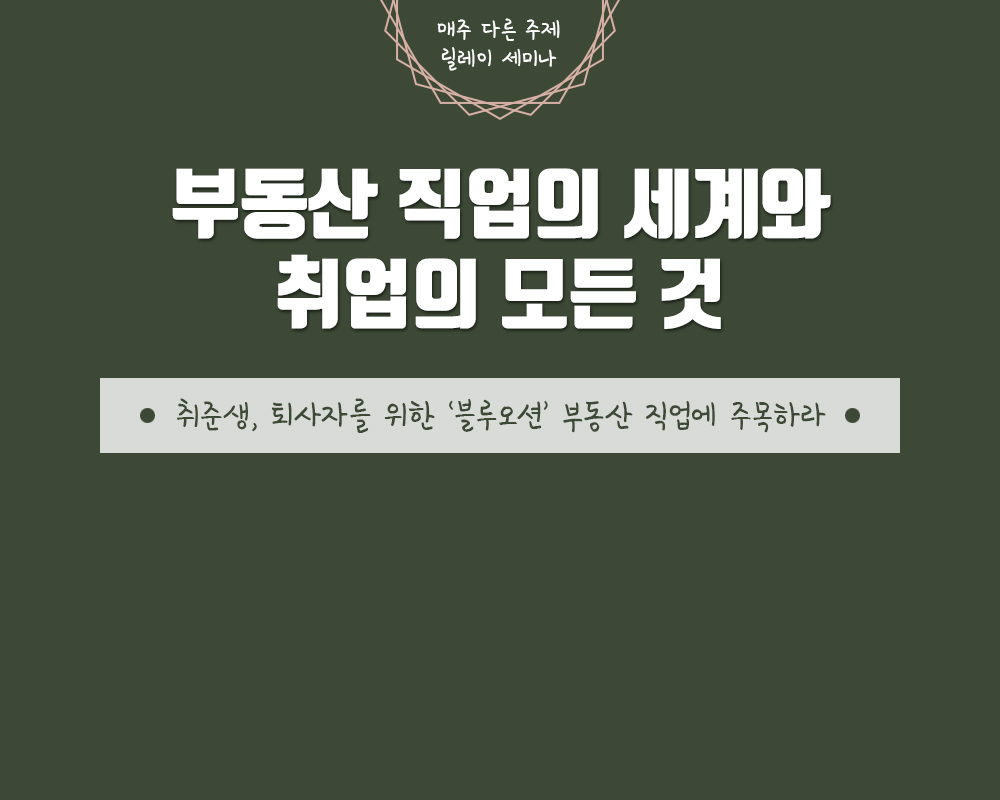 매주 다른 주제
릴레이 세미나
부동산 직업의 세계와
취업의 모든 것
● 취준생, 퇴사자를 위한 ‘블루오션’ 부동산 직업에 주목하라 ●